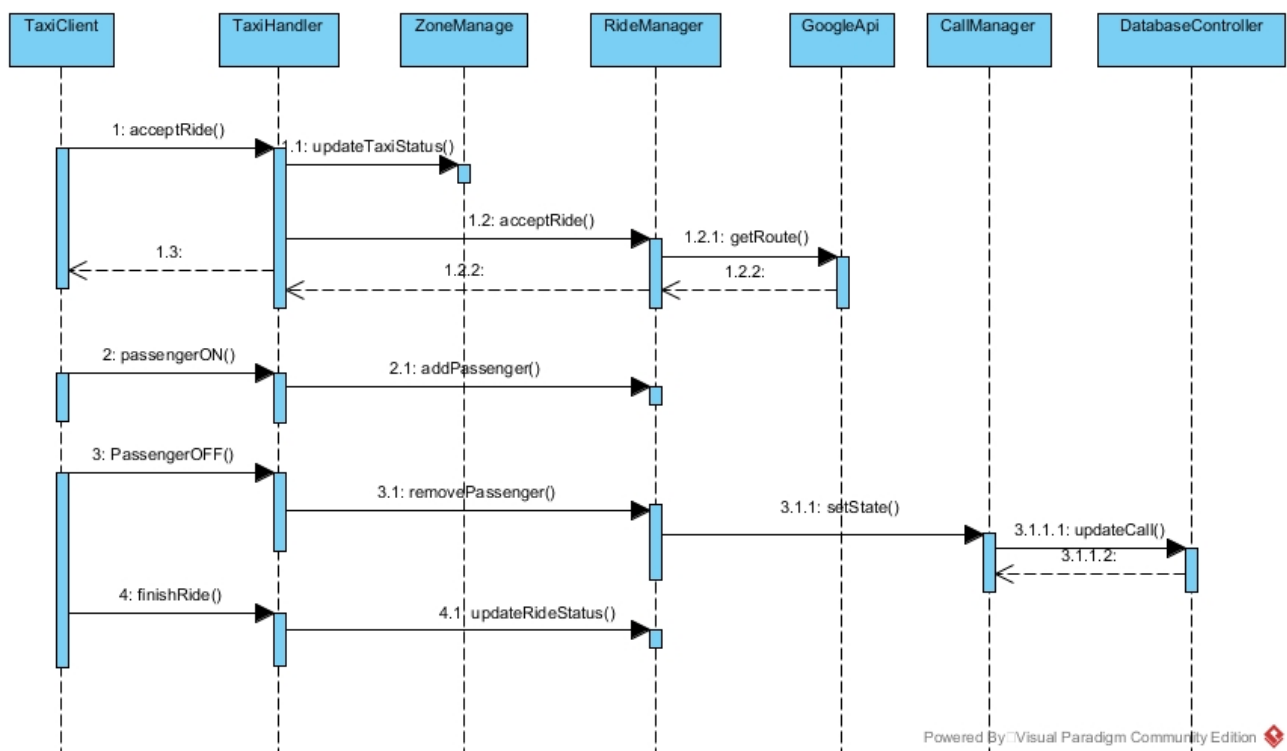 TaxiClient
TaxiHandler
ZoneManage
RideManager
GoogleApi
CallManager
DatabaseController
1: acceptRide()
1.1: updateTaxiStatus()
1.2: acceptRide()
1.2.1: getRoute()
1.3:
1.2.2:
1.2.2:
2: passengerON()
2.1: addPassenger()
3: PassengerOFF()
3.1: removePassenger()
3.1.1: setState()
3.1.1.1: updateCall()
3.1.1.2:
4: finishRide()
4.1: updateRideStatus()
Powered By Visual Paradigm Community Edition